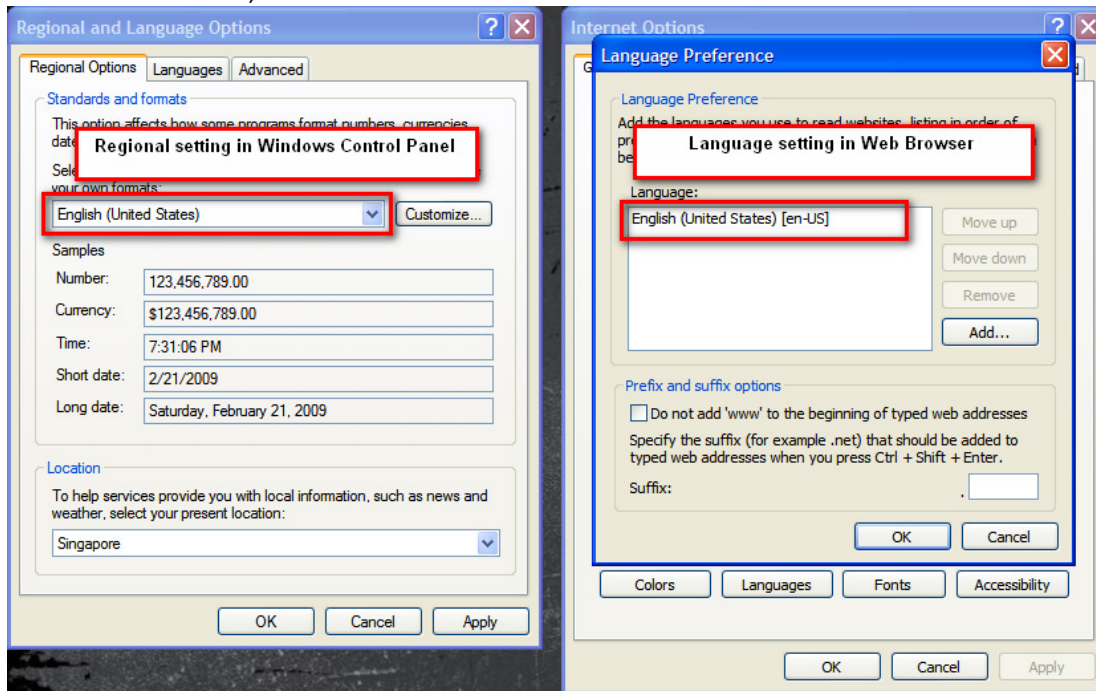 Regional and Language Options
Regional Options Languages Advanced
Standards and formats
This option affects how some programs format numbers, currencies,
date
Regional setting in Windows Control Panel
Sele
your own formats:
English (United States) Customize...
Samples
Number: 123,456,789.00
Currency: $123,456,789.00
Time: 7:31:06 PM
Short date: 2/21/2009
Long date: Saturday, February 21, 2009
Location
To help services provide you with local information, such as news and
weather, select your present location:
Singapore
OK Cancel Apply
Internet Options
Language Preference
Language Preference
Add the languages you use to read websites, listing in order of
pre
Language setting in Web Browser
be
Language:
English (United States) [en-US]
Move up
Move down
Remove
Add...
Prefix and suffix options
Do not add 'www' to the beginning of typed web addresses
Specify the suffix (for example .net) that should be added to
typed web addresses when you press Ctrl + Shift + Enter.
Suffix: .
OK Cancel
Colors Languages Fonts Accessibility
OK Cancel Apply